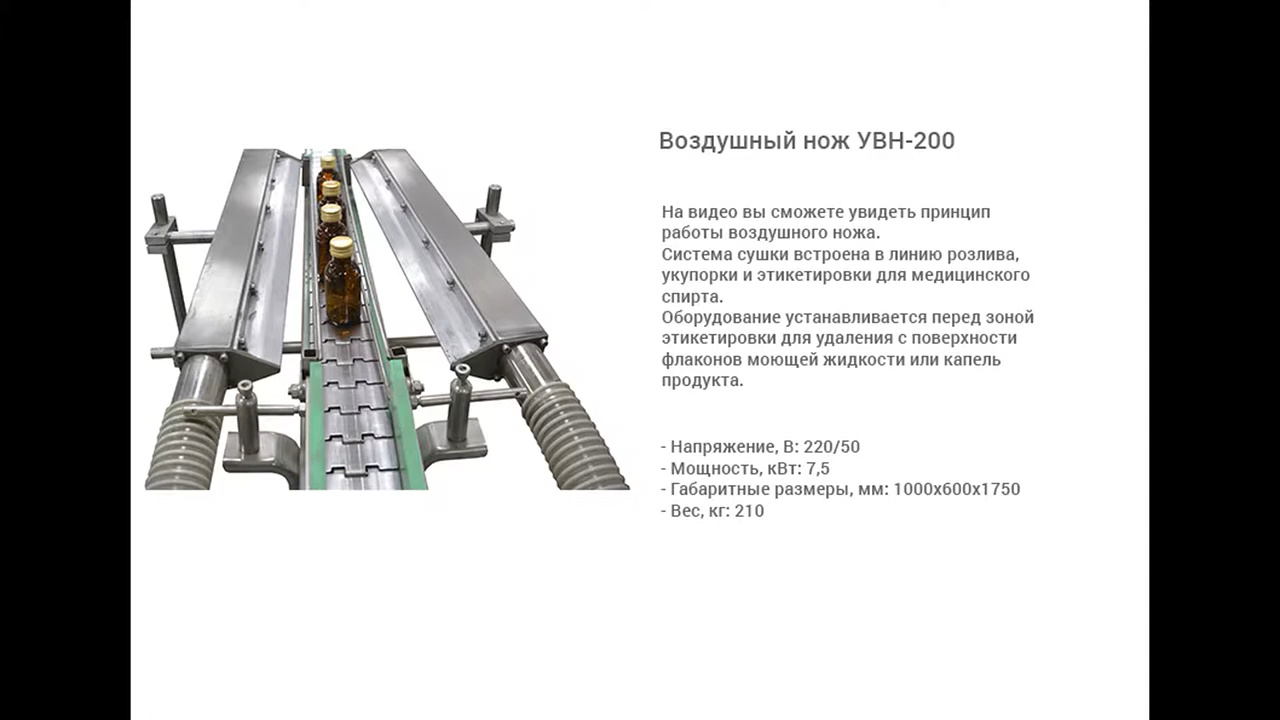 Воздушный нож УВН-200
На видео вы сможете увидеть принцип
работы воздушного ножа.
Система сушки встроена в линию розлива,
укупорки и этикетировки для медицинского
спирта.
Оборудование устанавливается перед зоной
этикетировки для удаления с поверхности
флаконов моющей жидкости или капель
продукта.
- Напряжение, В: 220/50
- Мощность, кВт: 7,5
- Габаритные размеры, мм: 1000х600х1750
- Вес, кг: 210